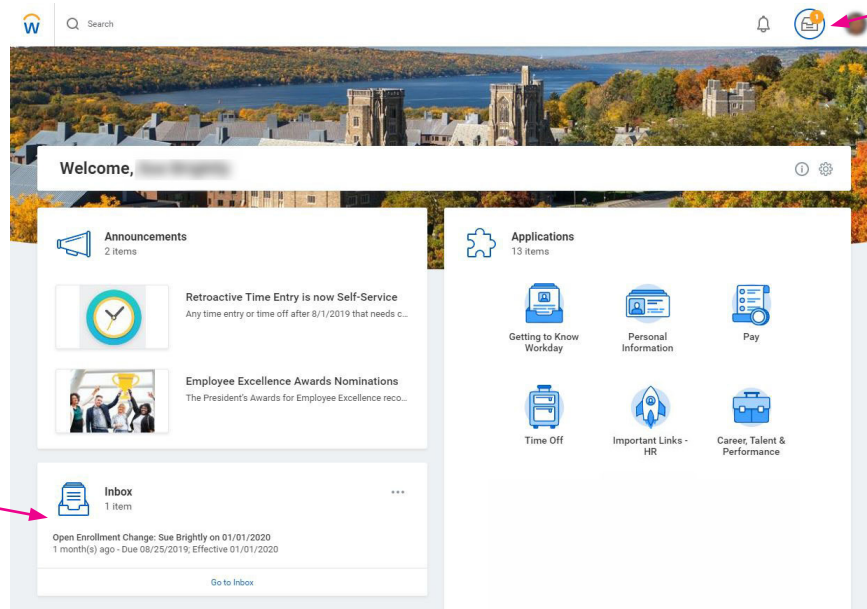 W
Search
1
Welcome,
Announcements
2 items
Retroactive Time Entry is now Self-Service
Any time entry or time off after 8/1/2019 that needs c...
Employee Excellence Awards Nominations
The President's Awards for Employee Excellence reco...
Inbox
1 item
Open Enrollment Change: Sue Brightly on 01/01/2020
1 month(s) ago - Due 08/25/2019; Effective 01/01/2020
Go to Inbox
Applications
13 items
Getting to Know
Workday
Personal
Information
Pay
Time Off
Important Links -
HR
Career, Talent &
Performance